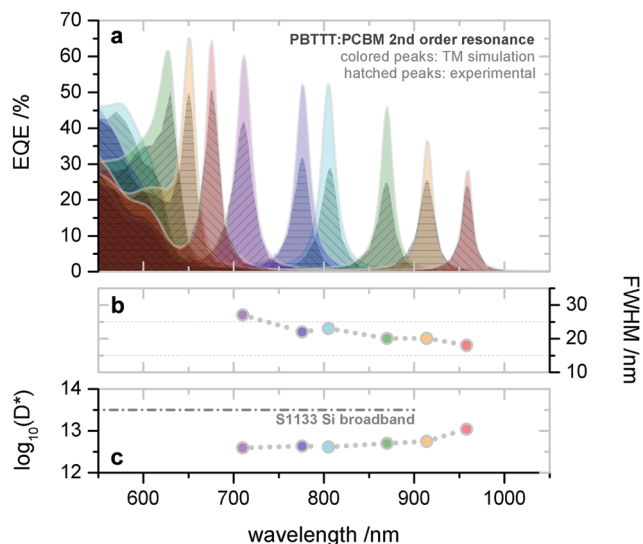 a
PBTTT:PCBM 2nd order resonance
colored peaks: TM simulation
hatched peaks: experimental
EQE /%
70
60
50
40
30
20
10
0
b
30
20
10
FWHM /nm
14
13
12
log10(D*)
S1133 Si broadband
c
600 700 800 900 1000
wavelength /nm